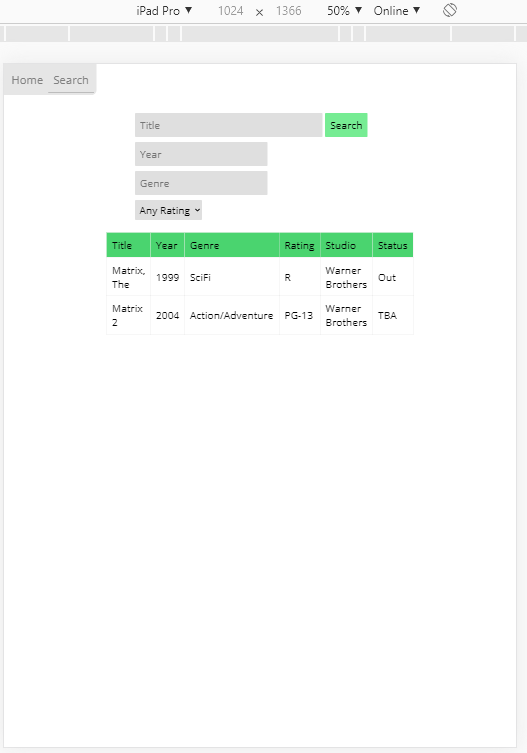 iPad Pro ▼ 1024 × 1366 50% ▼ Online ▼
Home Search
Title Search
Year
Genre
Any Rating
Title Year Genre Rating Studio Status
Matrix, The 1999 SciFi R Warner Brothers Out
Matrix 2 2004 Action/Adventure PG-13 Warner Brothers TBA